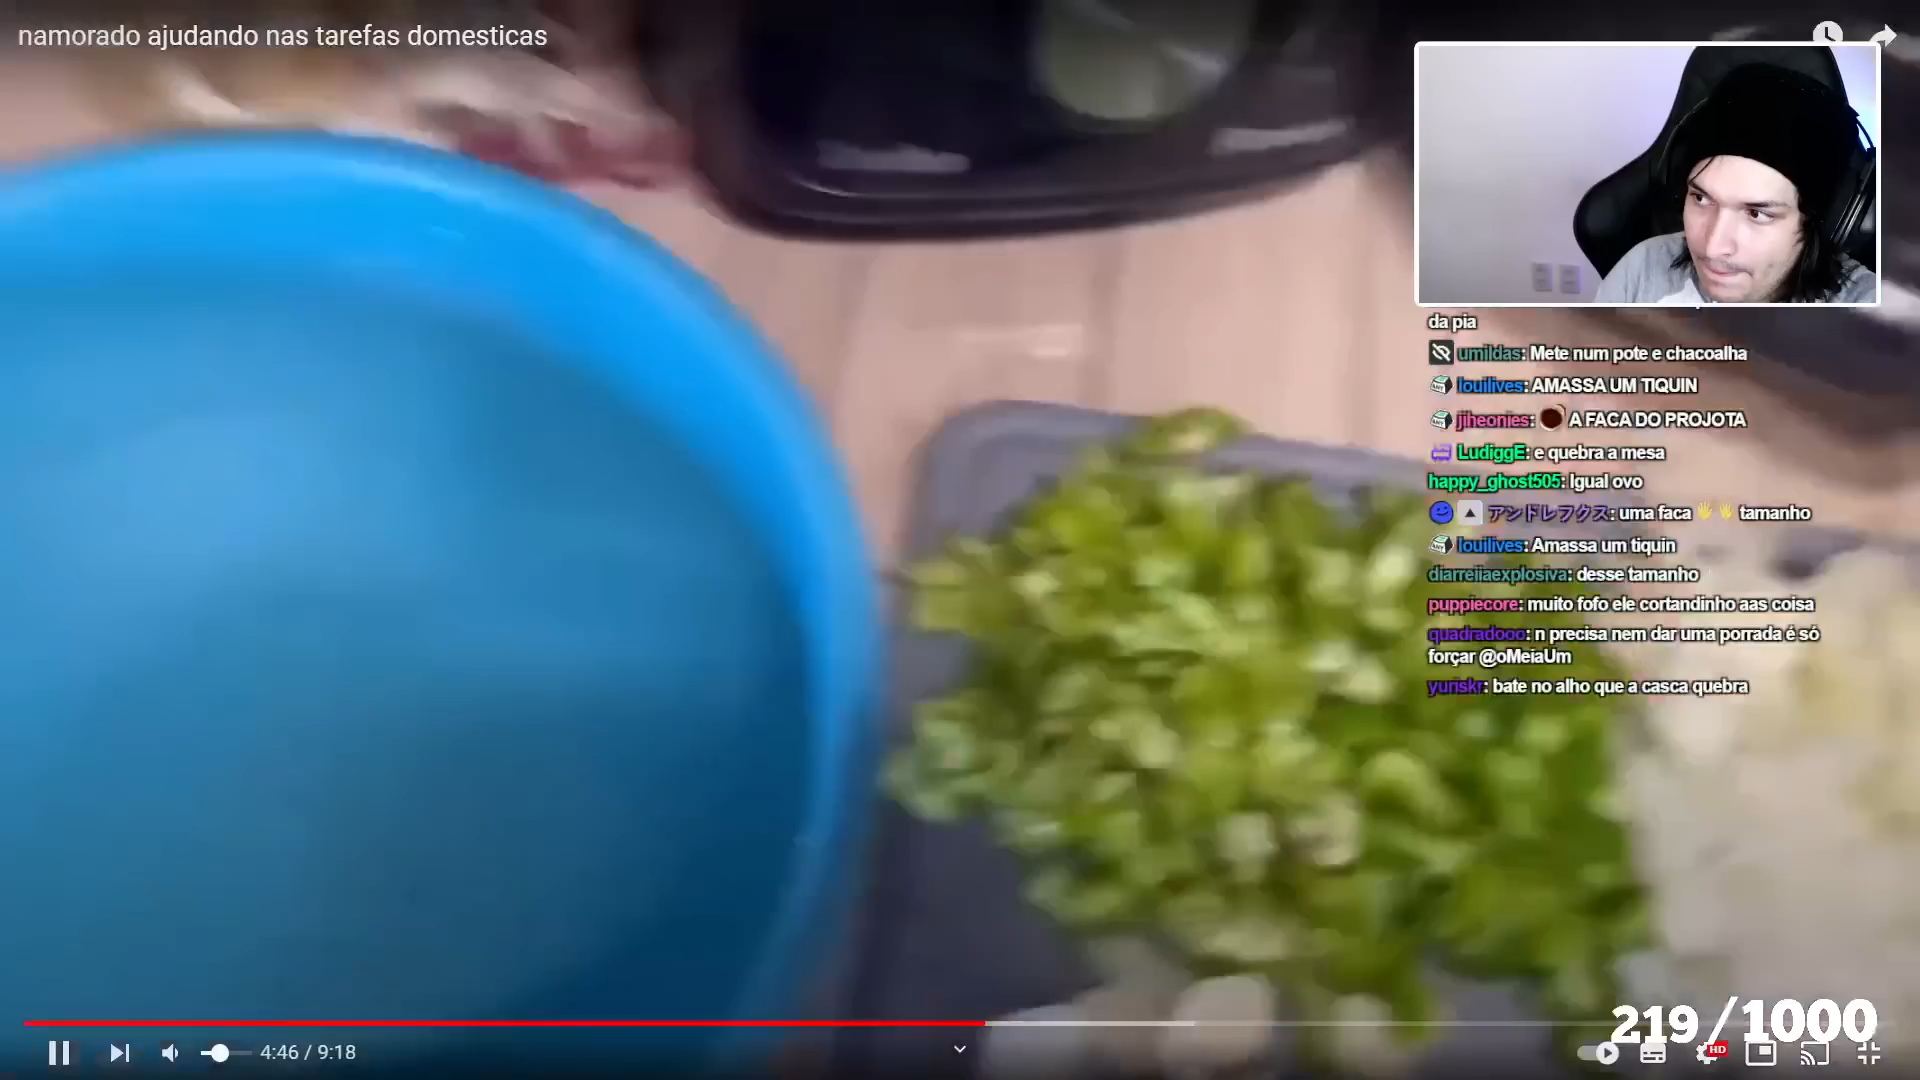 namorado ajudando nas tarefas domesticas
da pia
umildas: Mete num pote e chacoalha
louilives: AMASSA UM TIQUIN
jiheonies: A FACA DO PROJOTA
LudiggE: e quebra a mesa
happy_ghost505: Igual ovo
アンドレフクス: uma faca 👋 👋 tamanho
louilives: Amassa um tiquin
diarreiiaexplosiva: desse tamanho
puppiecore: muito fofo ele cortandinho aas coisa
quadradooo: n precisa nem dar uma porrada é só
forçar @oMeiaUm
yuriskr: bate no alho que a casca quebra
219/1000
4:46 / 9:18
HD